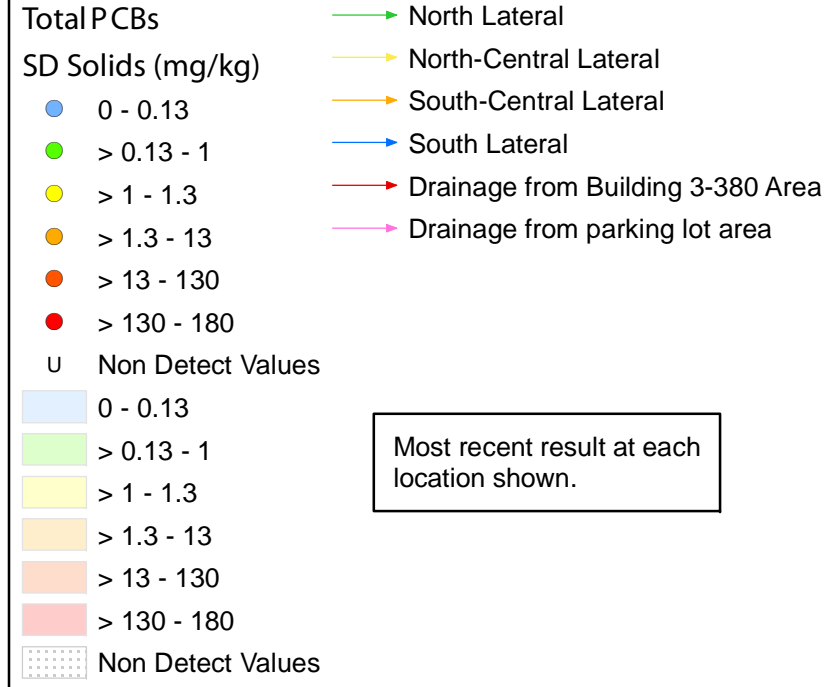 Total PCBs
SD Solids (mg/kg)
0 - 0.13
> 0.13 - 1
> 1 - 1.3
> 1.3 - 13
> 13 - 130
> 130 - 180
U Non Detect Values
0 - 0.13
> 0.13 - 1
> 1 - 1.3
> 1.3 - 13
> 13 - 130
> 130 - 180
Non Detect Values
North Lateral
North-Central Lateral
South-Central Lateral
South Lateral
Drainage from Building 3-380 Area
Drainage from parking lot area
Most recent result at each
location shown.